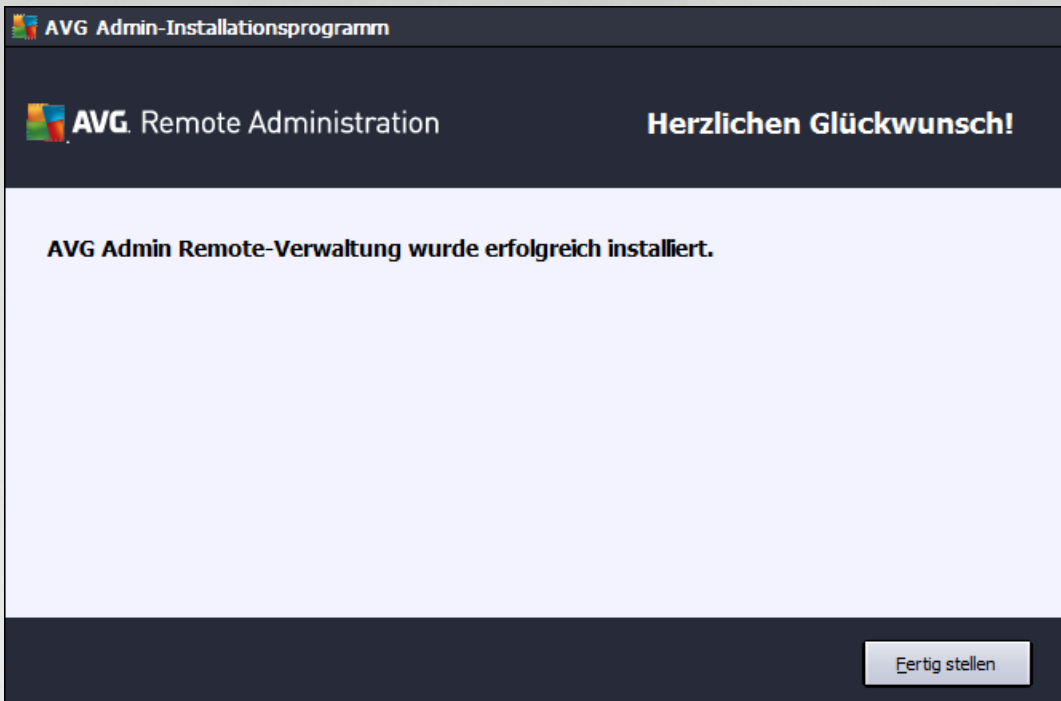 AVG Admin-Installationsprogramm
AVG. Remote Administration
Herzlichen Glückwunsch!
AVG Admin Remote-Verwaltung wurde erfolgreich installiert.
Fertig stellen